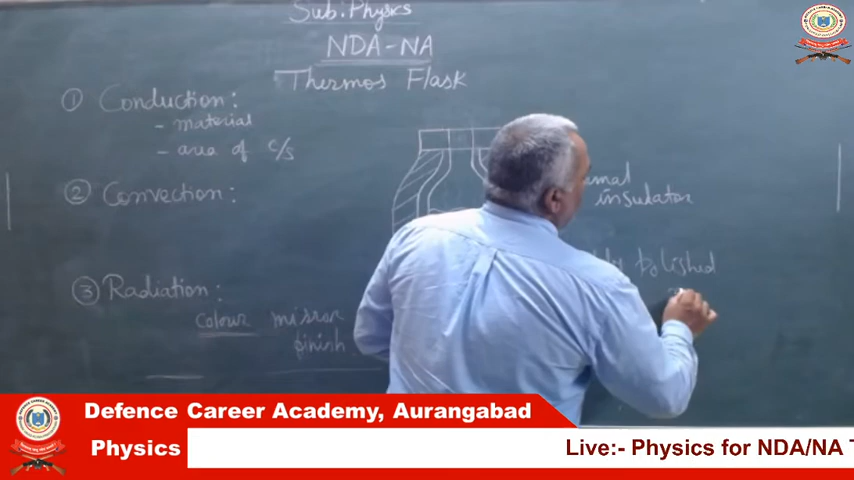 Sub: Physics
NDA-NA
Thermos Flask
① Conduction:
- material
- area of c/s
② Convection:
insulator
polished
③ Radiation:
colour mirror
finish
Defence Career Academy, Aurangabad
Physics
Live:- Physics for NDA/NA